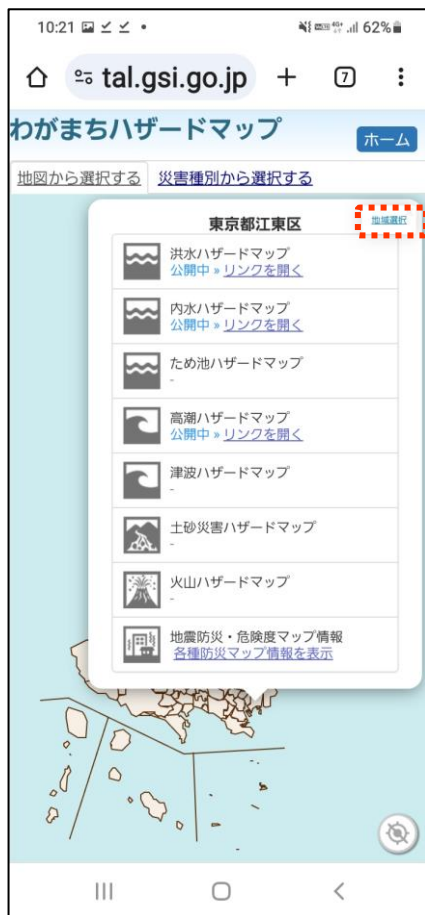 10:21
62%
tal.gsi.go.jp
7
わがまちハザードマップ
ホーム
地図から選択する 災害種別から選択する
東京都江東区
地域選択
洪水ハザードマップ
公開中 » リンクを開く
内水ハザードマップ
公開中 » リンクを開く
ため池ハザードマップ
-
高潮ハザードマップ
公開中 » リンクを開く
津波ハザードマップ
-
土砂災害ハザードマップ
-
火山ハザードマップ
-
地震防災・危険度マップ情報
各種防災マップ情報を表示